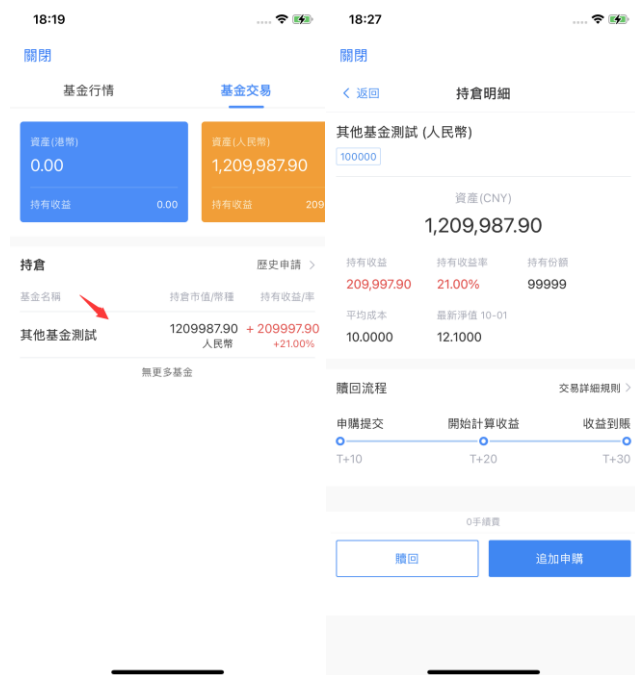 18:19
關閉
基金行情 基金交易
資產(港幣) 資產(人民幣)
0.00 1,209,987.90
持有收益 0.00 持有收益 209
持倉 歷史申請
基金名稱 持倉市值/幣種 持有收益/率
其他基金測試 1209987.90 + 209997.90
人民幣 +21.00%
無更多基金
18:27
關閉
返回 持倉明細
其他基金測試 (人民幣)
100000
資產(CNY)
1,209,987.90
持有收益 持有收益率 持有份額
209,997.90 21.00% 99999
平均成本 最新淨值 10-01
10.0000 12.1000
贖回流程 交易詳細規則
申購提交 開始計算收益 收益到賬
T+10 T+20 T+30
0手續費
贖回 追加申購